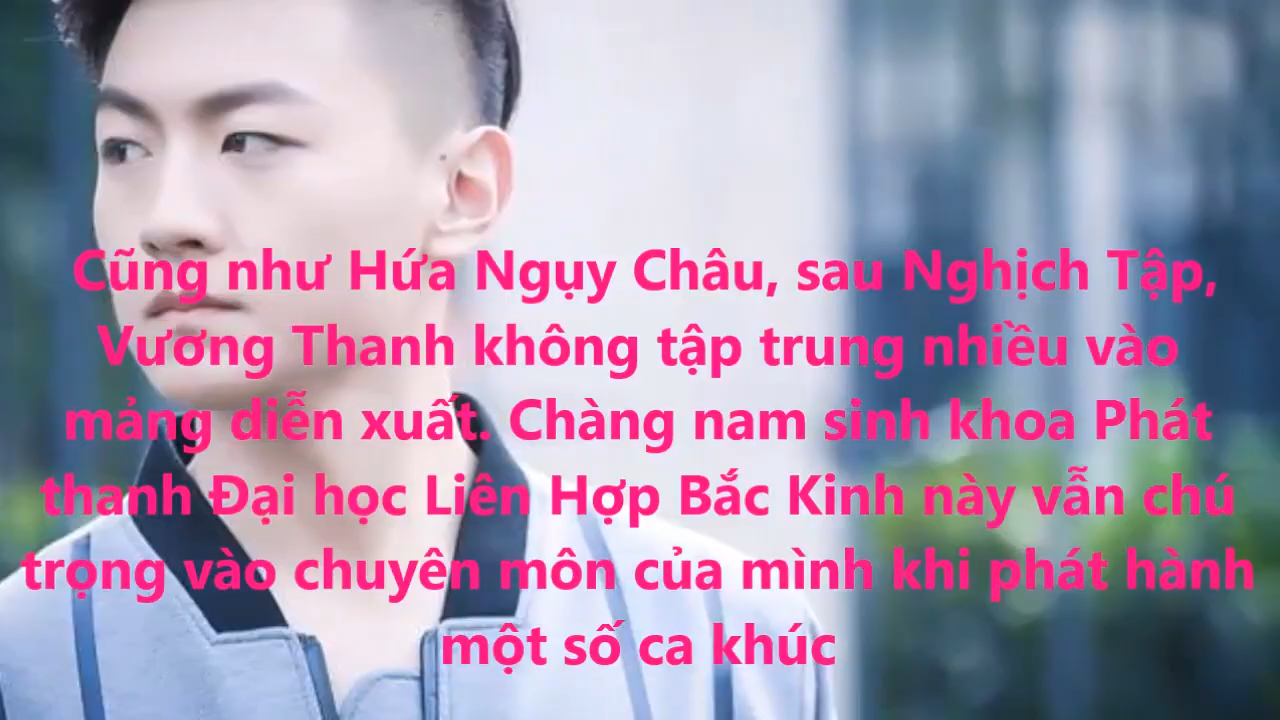 Cũng như Hứa Ngụy Châu, sau Nghịch Tập,
Vương Thanh không tập trung nhiều vào
mảng diễn xuất. Chàng nam sinh khoa Phát
thanh Đại học Liên Hợp Bắc Kinh này vẫn chú
trọng vào chuyên môn của mình khi phát hành
một số ca khúc